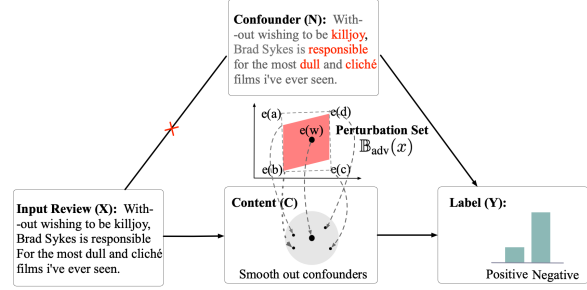 Confounder (N): With-
-out wishing to be killjoy,
Brad Sykes is responsible
for the most dull and cliché
films i've ever seen.
e(a)
e(d)
e(w)
Perturbation Set
𝔹adv(x)
e(b)
e(c)
Input Review (X): With-
-out wishing to be killjoy,
Brad Sykes is responsible
For the most dull and cliché
films i've ever seen.
Content (C)
Smooth out confounders
Label (Y):
Positive Negative